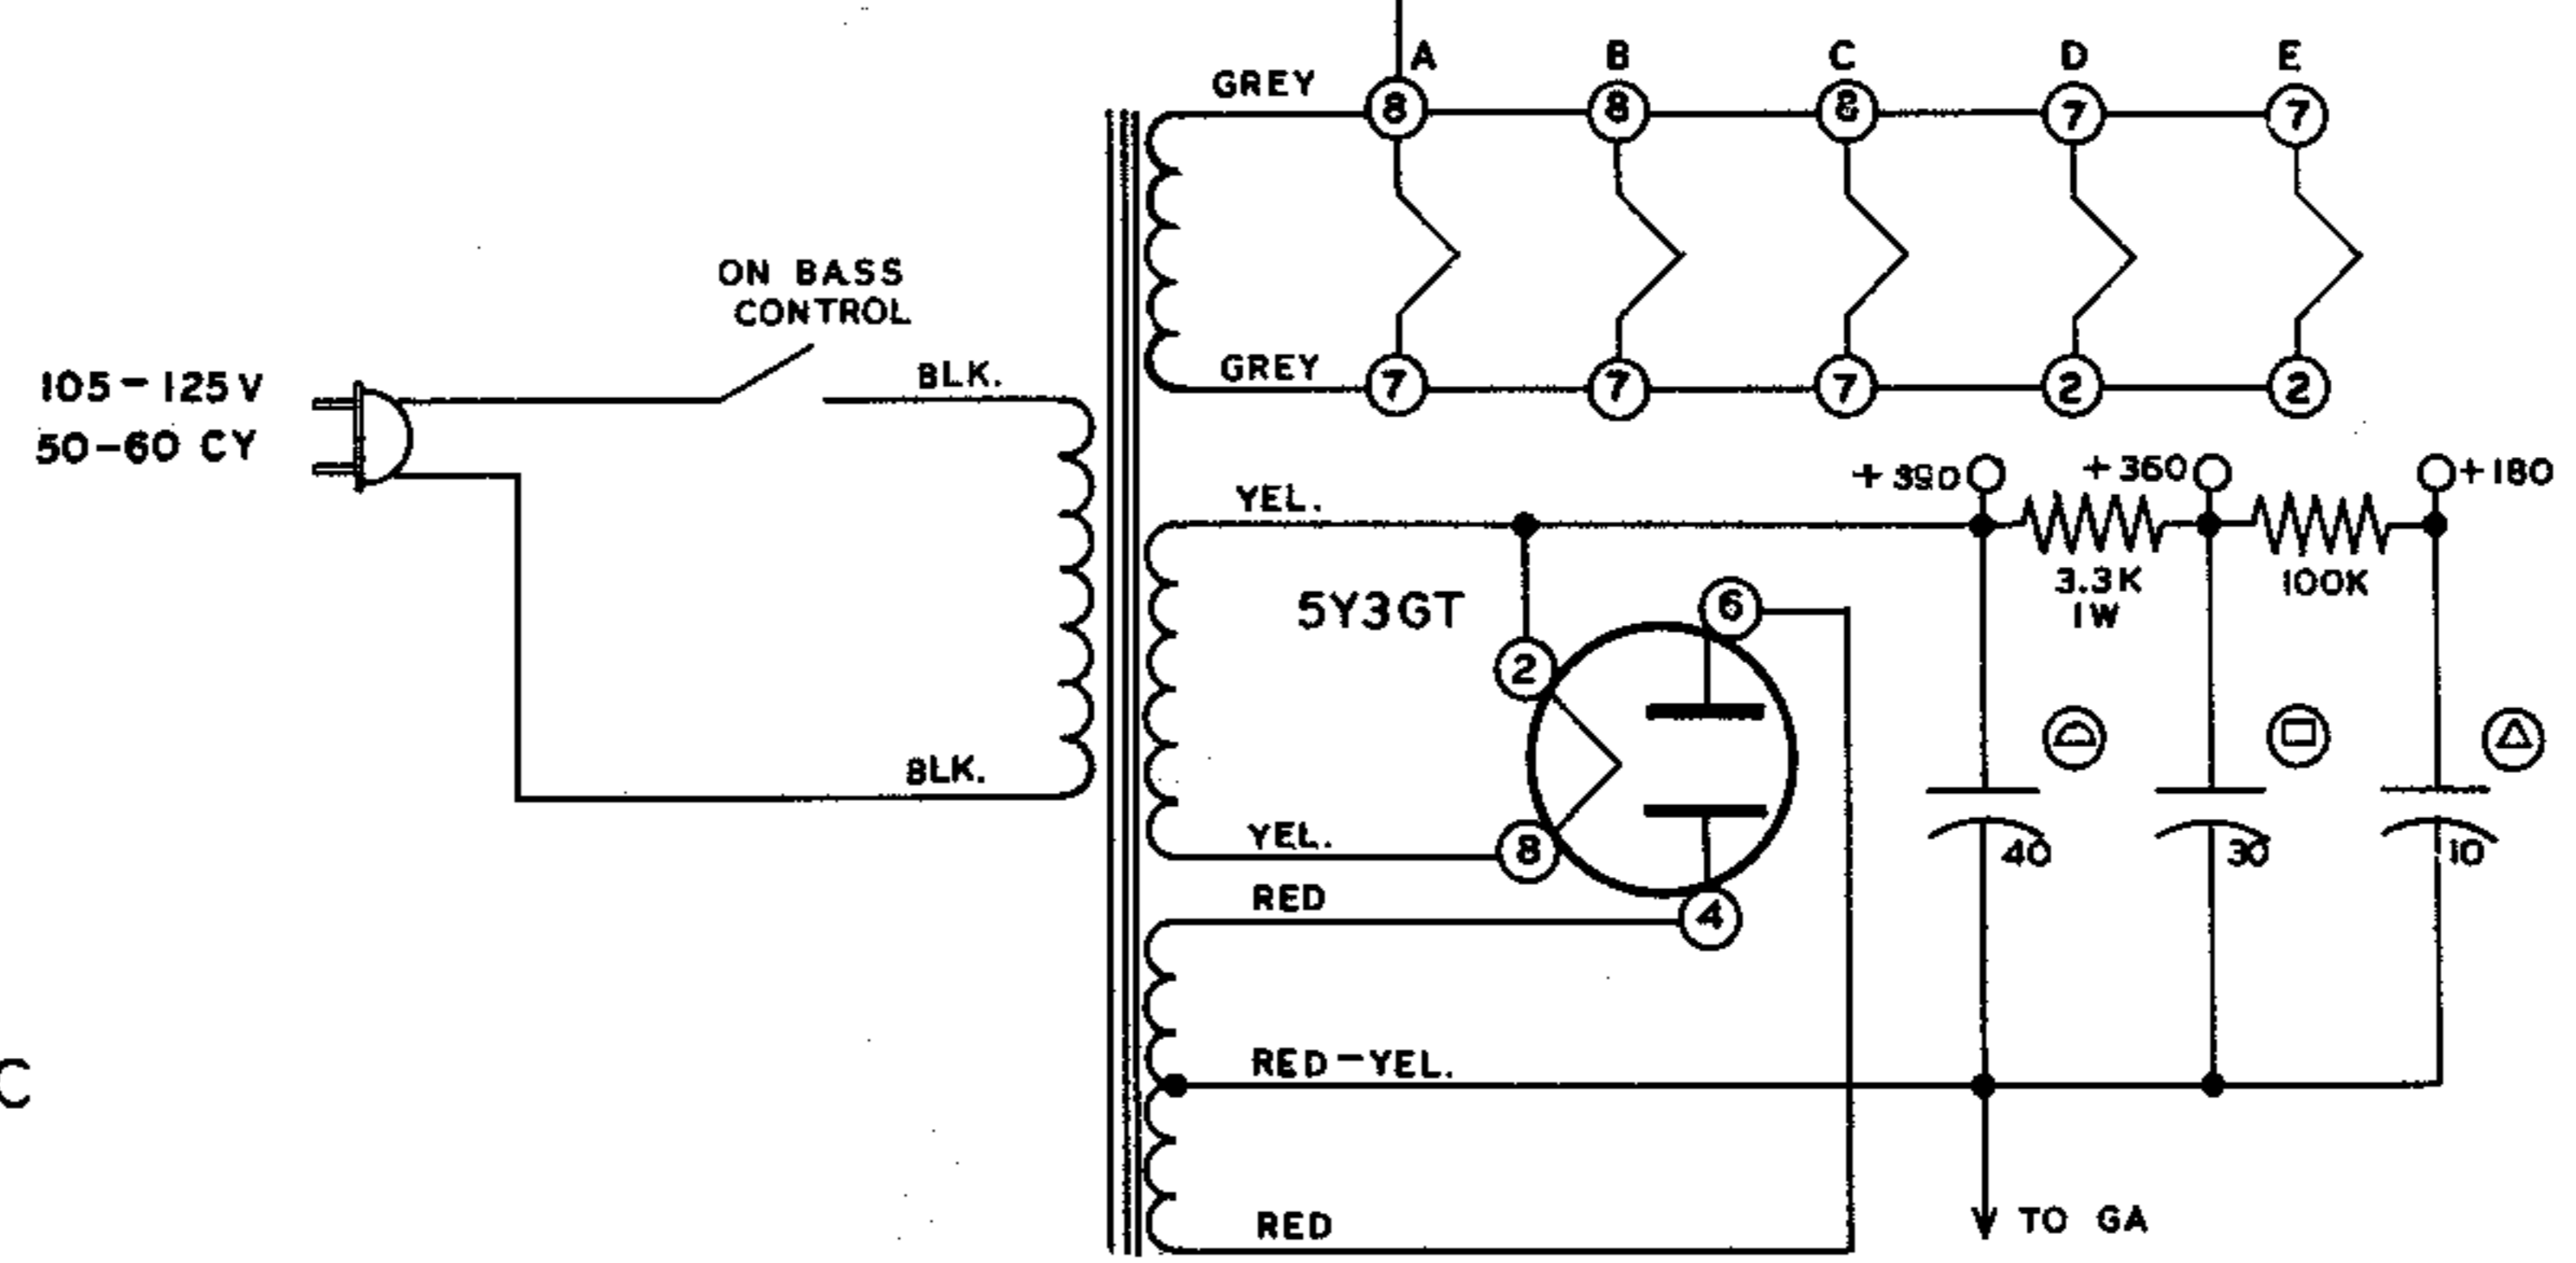 A B C D E
GREY 8 8 8 7 7
ON BASS
CONTROL
105-125V
50-60 CY
BLK.
GREY 7 7 7 2 2
+360 +180
YEL.
3.3K
1W
100K
5Y3GT
6
2
BLK.
YEL.
8
40 30 10
RED
4
C
RED-YEL.
RED
TO GA